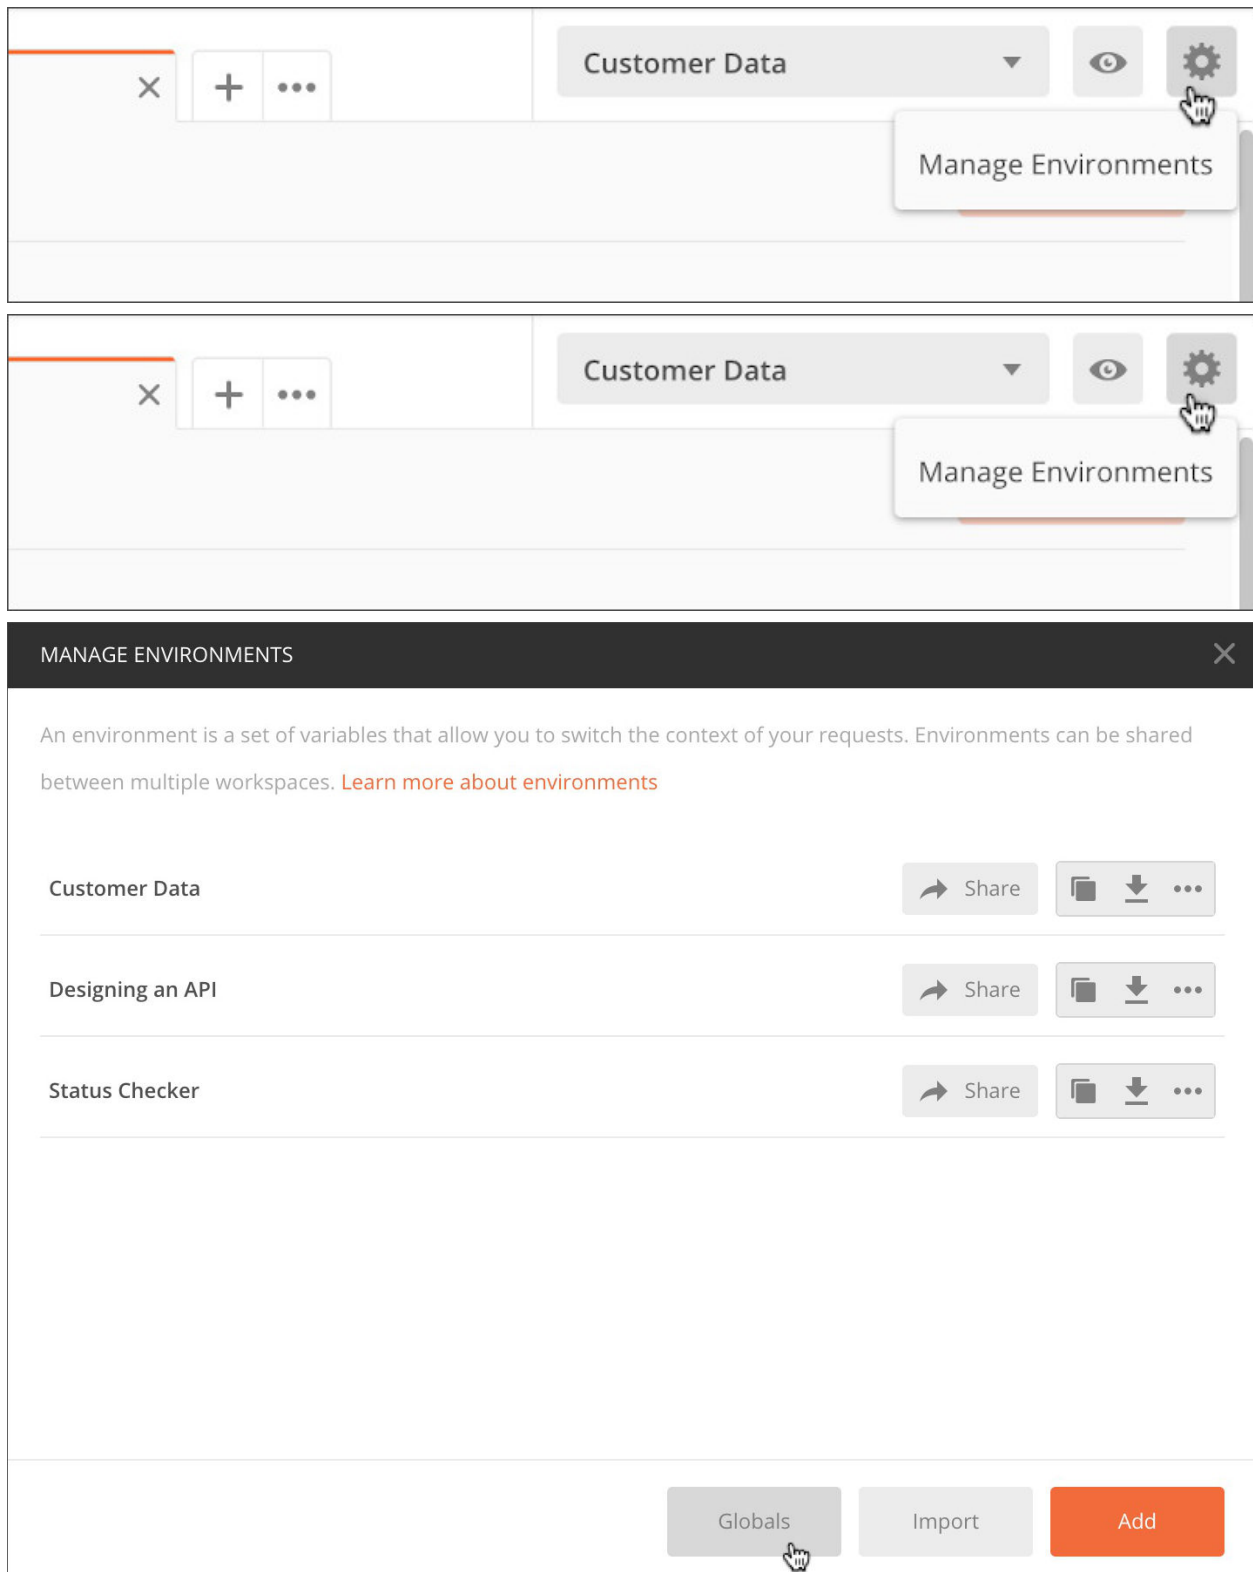 Customer Data
Manage Environments
Customer Data
Manage Environments
MANAGE ENVIRONMENTS
An environment is a set of variables that allow you to switch the context of your requests. Environments can be shared
between multiple workspaces. Learn more about environments
Customer Data Share
Designing an API Share
Status Checker Share
Globals Import Add